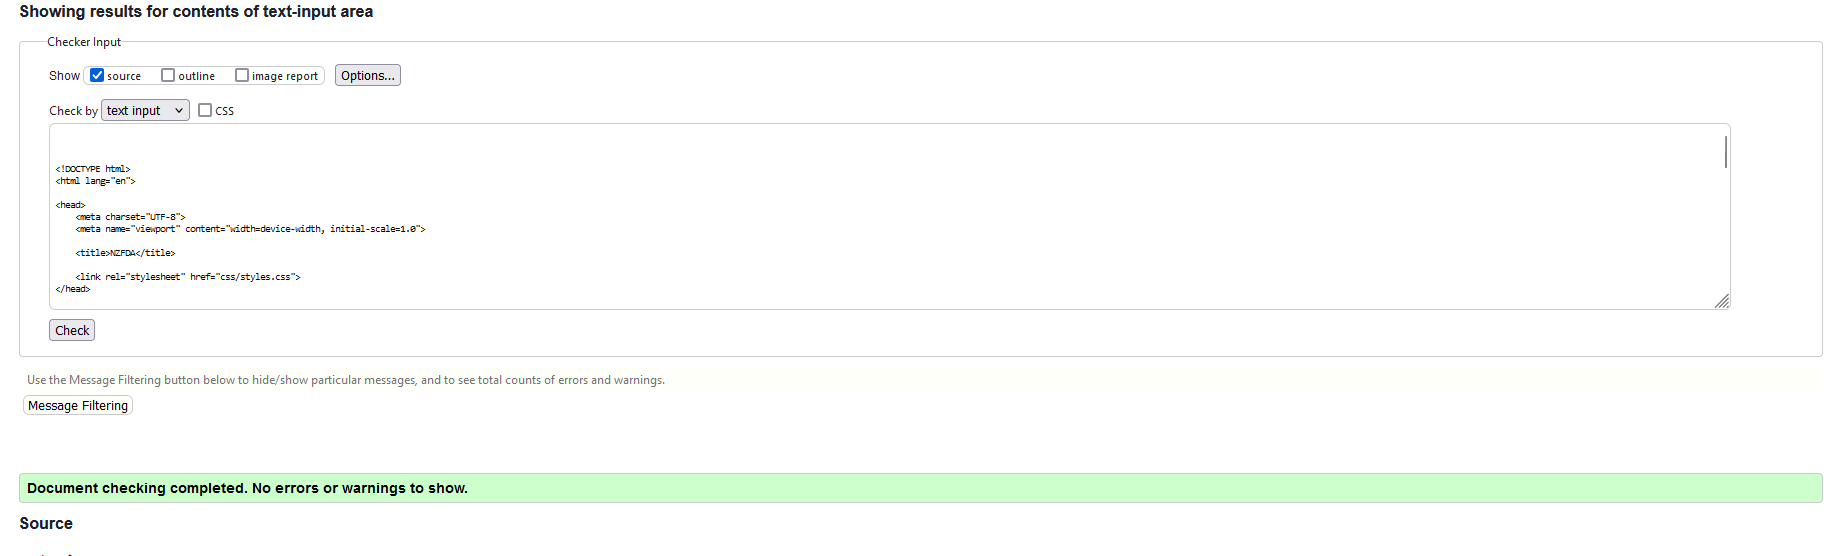 Showing results for contents of text-input area
Checker Input
Show source outline image report Options...
Check by text input CSS
<!DOCTYPE html>
<html lang="en">
<head>
<meta charset="UTF-8">
<meta name="viewport" content="width=device-width, initial-scale=1.0">
<title>NZFDA</title>
<link rel="stylesheet" href="css/styles.css">
</head>
Check
Use the Message Filtering button below to hide/show particular messages, and to see total counts of errors and warnings.
Message Filtering
Document checking completed. No errors or warnings to show.
Source